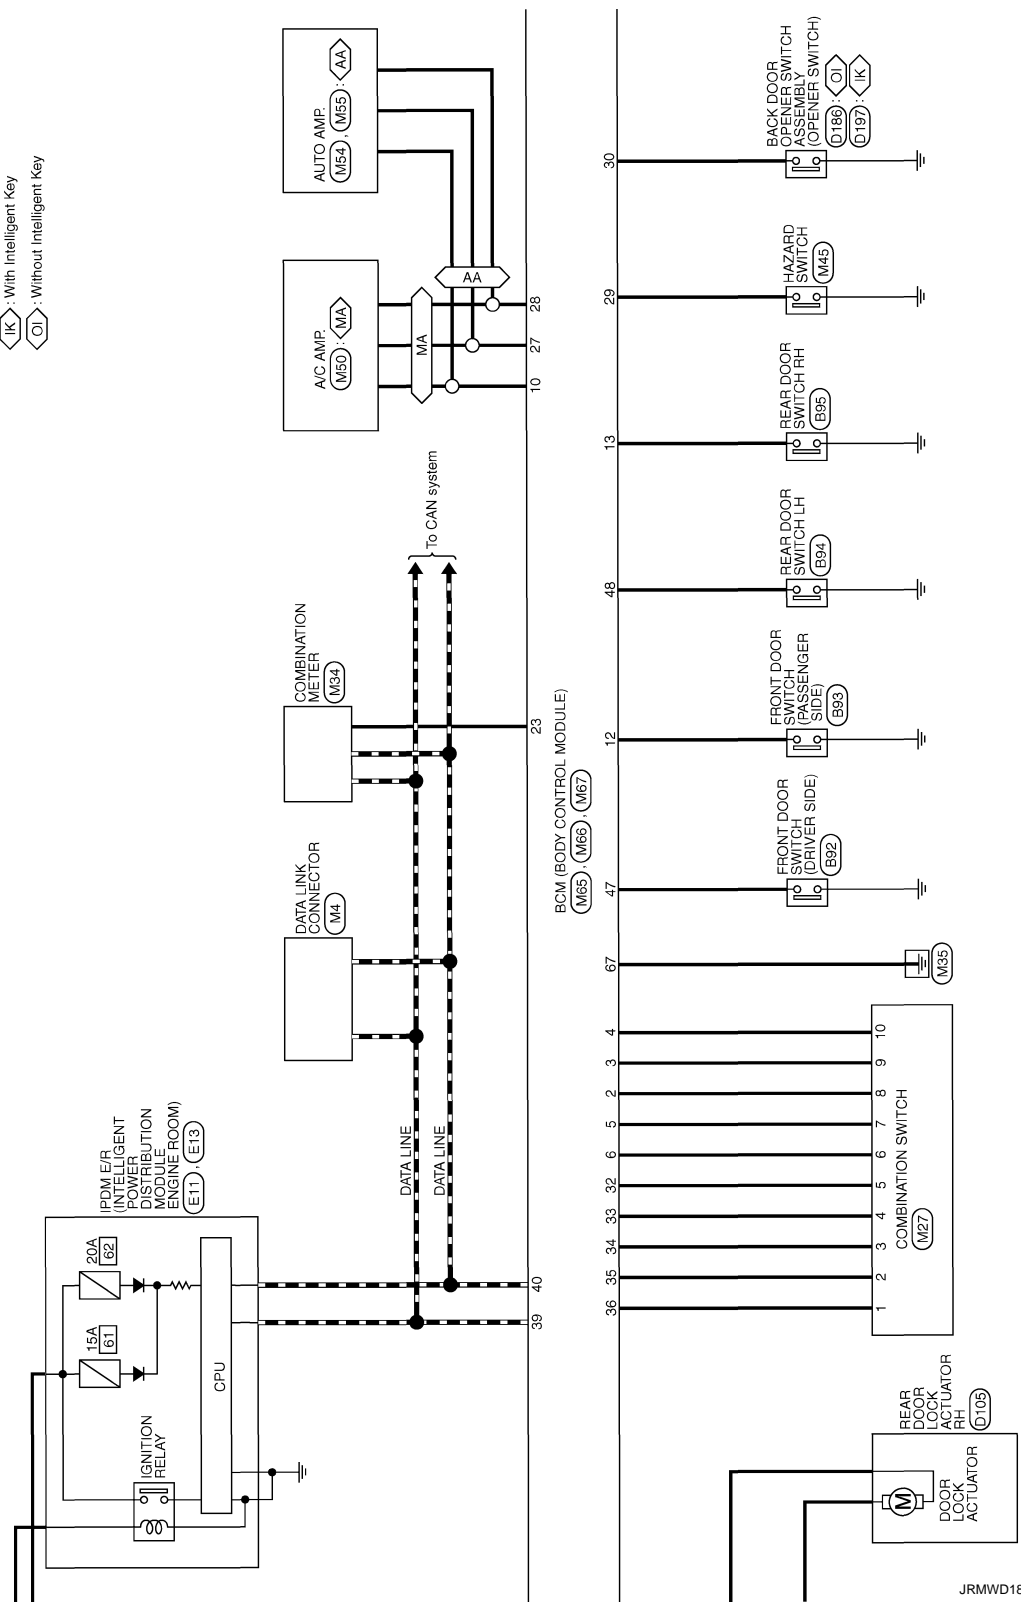 IK : With Intelligent Key
OI : Without Intelligent Key
IPDM E/R
(INTELLIGENT
POWER
DISTRIBUTION
MODULE
ENGINE ROOM)
E11 , E13
20A
62
15A
61
IGNITION
RELAY
CPU
DATA LINK
CONNECTOR
M4
COMBINATION
METER
M34
A/C AMP.
M50 : MA
AUTO AMP.
M54 , M55 : AA
DATA LINE
DATA LINE
To CAN system
MA
AA
39
40
23
10
27
28
BCM (BODY CONTROL MODULE)
M65 , M66 , M67
36
35
34
33
32
6
5
2
3
4
67
47
12
48
13
29
30
REAR
DOOR
LOCK
ACTUATOR
RH
D105
M
DOOR
LOCK
ACTUATOR
1
2
3
4
5
6
7
8
9
10
COMBINATION SWITCH
M27
M35
FRONT DOOR
SWITCH
(DRIVER SIDE)
B92
FRONT DOOR
SWITCH
(PASSENGER
SIDE)
B93
REAR DOOR
SWITCH LH
B94
REAR DOOR
SWITCH RH
B95
HAZARD
SWITCH
M45
BACK DOOR
OPENER SWITCH
ASSEMBLY
(OPENER SWITCH)
D186 : OI
D197 : IK
JRMWD18